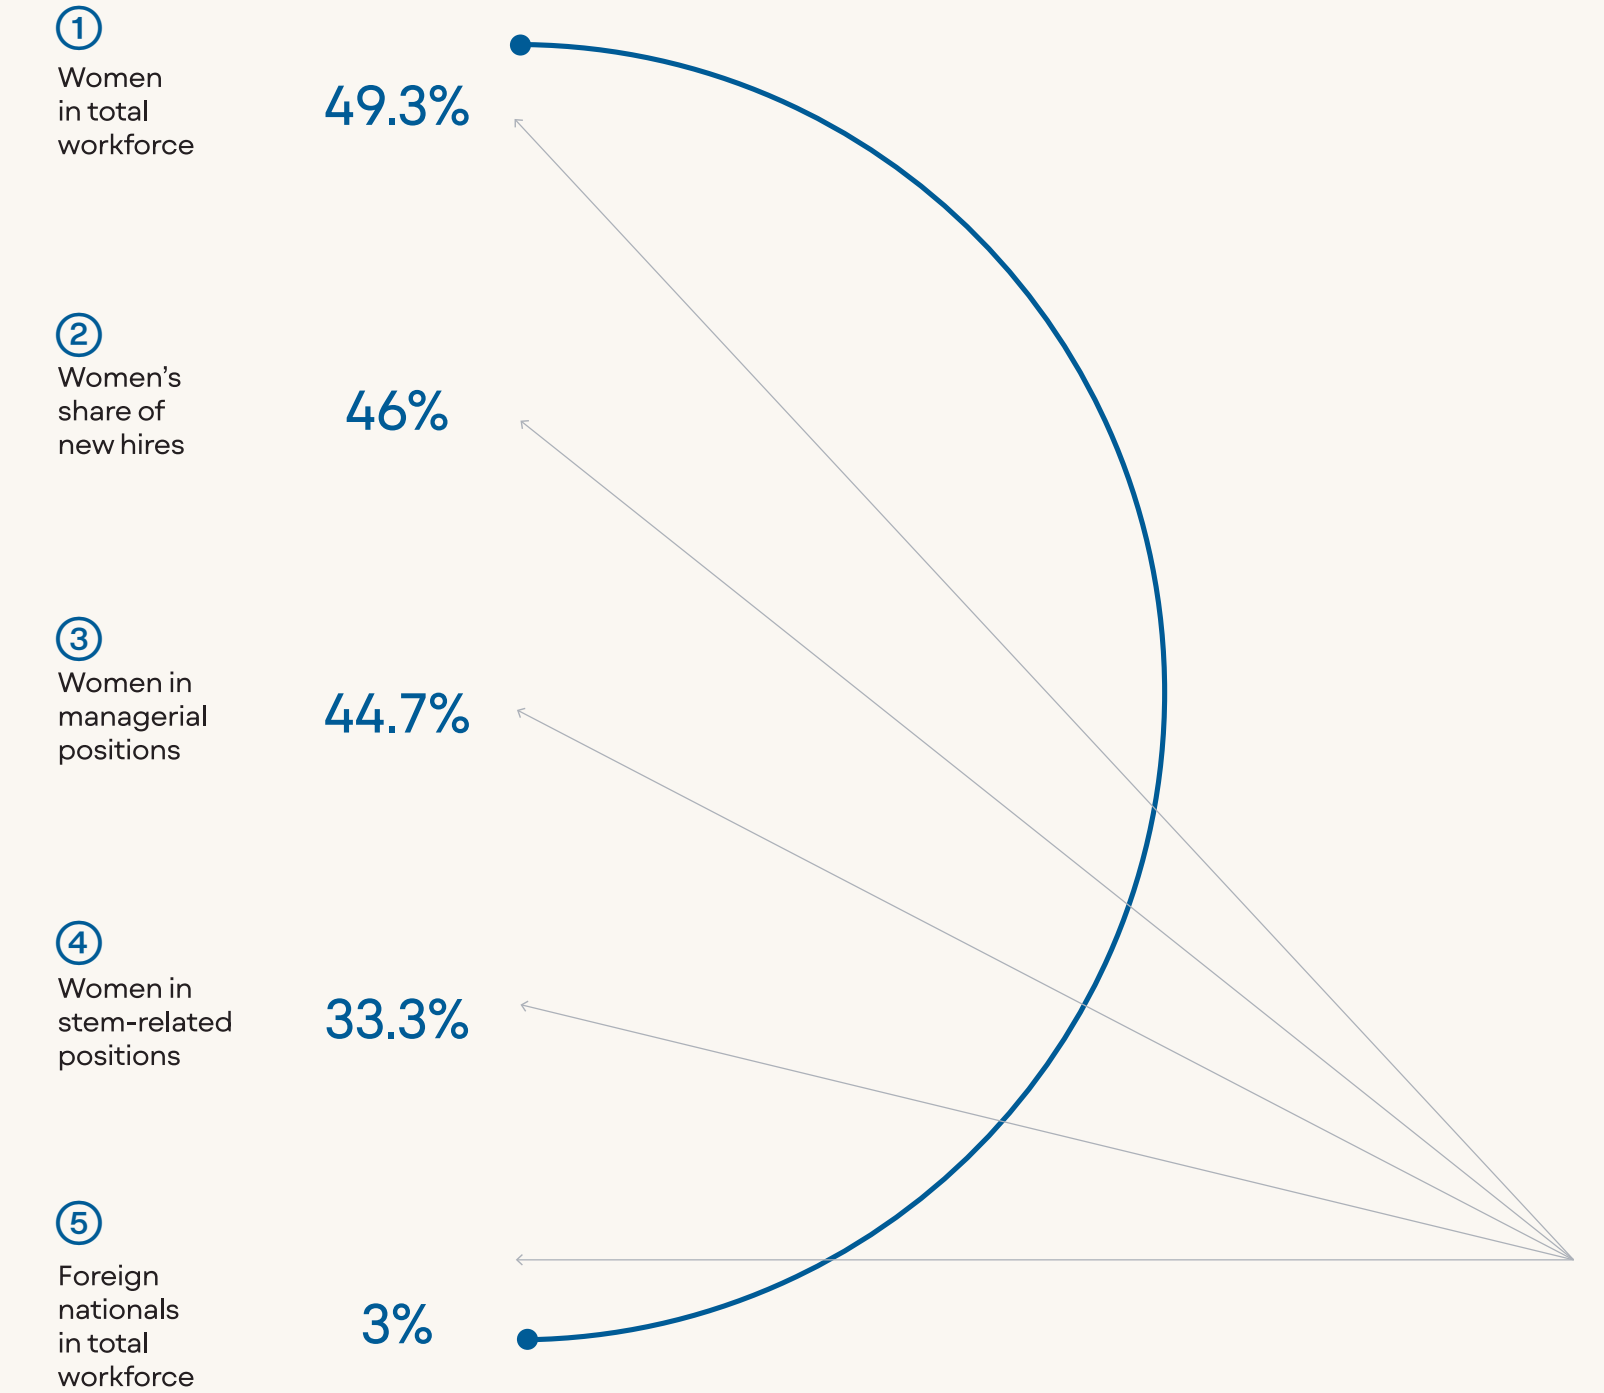 1
Women
in total
workforce
49.3%
2
Women’s
share of
new hires
46%
3
Women in
managerial
positions
44.7%
4
Women in
stem-related
positions
33.3%
5
Foreign
nationals
in total
workforce
3%